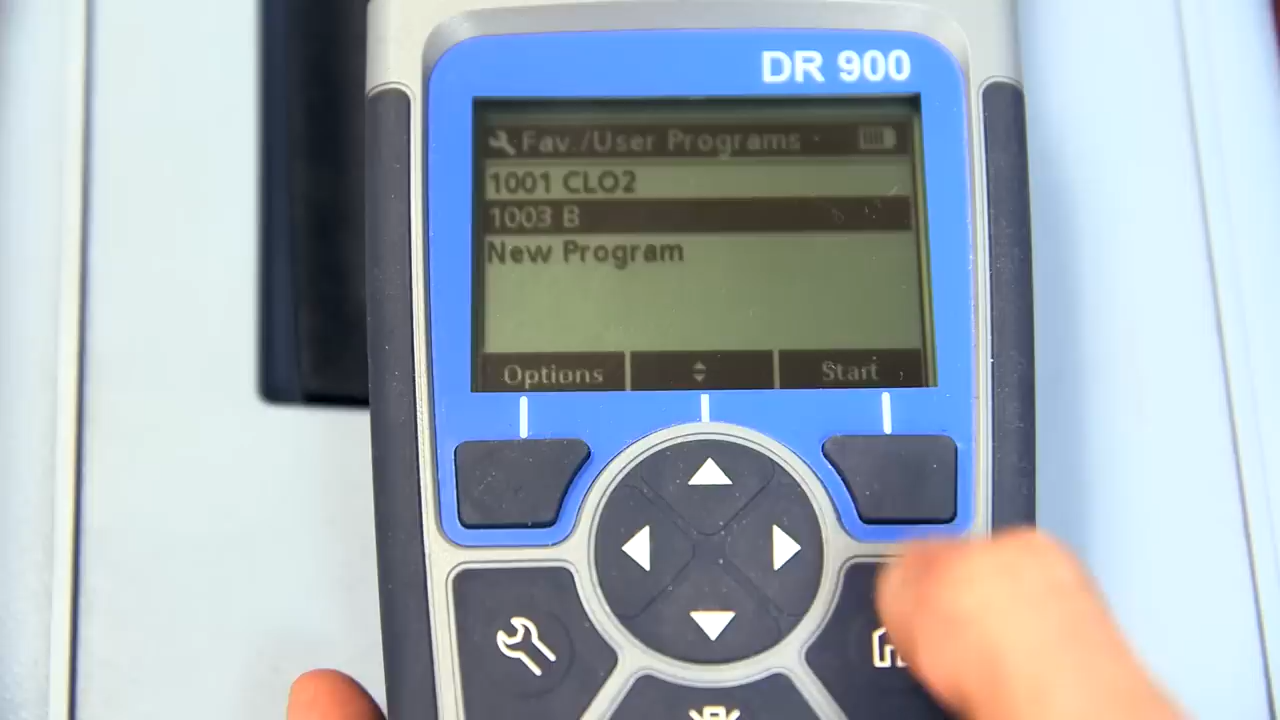 DR 900
Fav./User Programs
1001 CLO2
1003 B
New Program
Options
Start